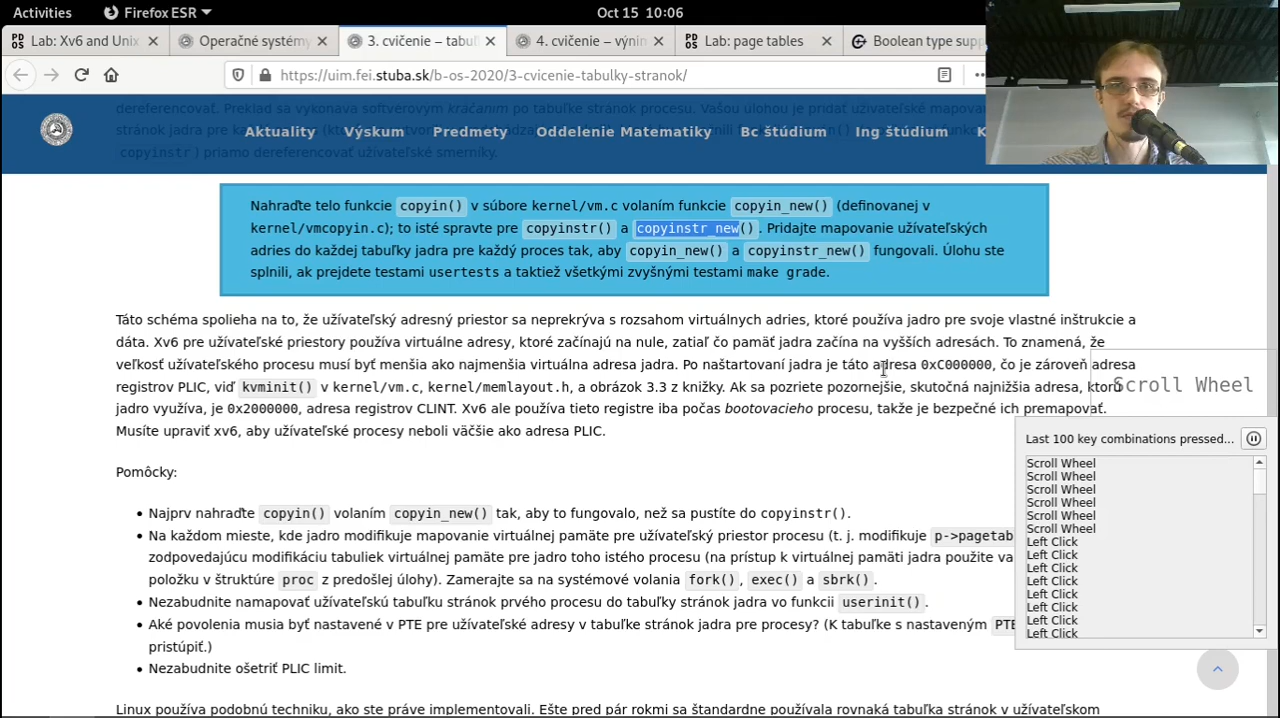 Activities Firefox ESR Oct 15 10:06
Lab: Xv6 and Unix Operačné systémy 3. cvičenie – tabuľ 4. cvičenie – výnin Lab: page tables Boolean type supp
https://uim.fei.stuba.sk/b-os-2020/3-cvicenie-tabulky-stranok/
Aktuality Výskum Predmety Oddelenie Matematiky Bc štúdium Ing štúdium K
copyinstr ) priamo dereferencovať užívateľské smerníky.
Nahraďte telo funkcie copyin() v súbore kernel/vm.c volaním funkcie copyin_new() (definovanej v
kernel/vmcopyin.c); to isté spravte pre copyinstr() a copyinstr_new(). Pridajte mapovanie užívateľských
adries do každej tabuľky jadra pre každý proces tak, aby copyin_new() a copyinstr_new() fungovali. Úlohu ste
splnili, ak prejdete testami usertests a taktiež všetkými zvyšnými testami make grade.
Táto schéma spolieha na to, že užívateľský adresný priestor sa neprekrýva s rozsahom virtuálnych adries, ktoré používa jadro pre svoje vlastné inštrukcie a
dáta. Xv6 pre užívateľské priestory používa virtuálne adresy, ktoré začínajú na nule, zatiaľ čo pamäť jadra začína na vyšších adresách. To znamená, že
veľkosť užívateľského procesu musí byť menšia ako najmenšia virtuálna adresa jadra. Po naštartovaní jadra je táto adresa 0xC000000, čo je zároveň adresa
registrov PLIC, viď kvminit() v kernel/vm.c, kernel/memlayout.h, a obrázok 3.3 z knižky. Ak sa pozriete pozornejšie, skutočná najnižšia adresa, ktorú
jadro využíva, je 0x2000000, adresa registrov CLINT. Xv6 ale používa tieto registre iba počas bootovacieho procesu, takže je bezpečné ich premapovať.
Musíte upraviť xv6, aby užívateľské procesy neboli väčšie ako adresa PLIC.
Scroll Wheel
Pomôcky:
Najprv nahraďte copyin() volaním copyin_new() tak, aby to fungovalo, než sa pustíte do copyinstr().
Na každom mieste, kde jadro modifikuje mapovanie virtuálnej pamäte pre užívateľský priestor procesu (t. j. modifikuje p->pagetab
zodpovedajúcu modifikáciu tabuliek virtuálnej pamäte pre jadro toho istého procesu (na prístup k virtuálnej pamäti jadra použite va
položku v štruktúre proc z predošlej úlohy). Zamerajte sa na systémové volania fork(), exec() a sbrk().
Nezabudnite namapovať užívateľskú tabuľku stránok prvého procesu do tabuľky stránok jadra vo funkcii userinit().
Aké povolenia musia byť nastavené v PTE pre užívateľské adresy v tabuľke stránok jadra pre procesy? (K tabuľke s nastaveným PTE
pristúpiť.)
Nezabudnite ošetriť PLIC limit.
Linux používa podobnú techniku, ako ste práve implementovali. Ešte pred pár rokmi sa štandardne používala rovnaká tabuľka stránok v užívateľskom
Last 100 key combinations pressed...
Scroll Wheel
Scroll Wheel
Scroll Wheel
Scroll Wheel
Scroll Wheel
Scroll Wheel
Left Click
Left Click
Left Click
Left Click
Left Click
Left Click
Left Click
Left Click